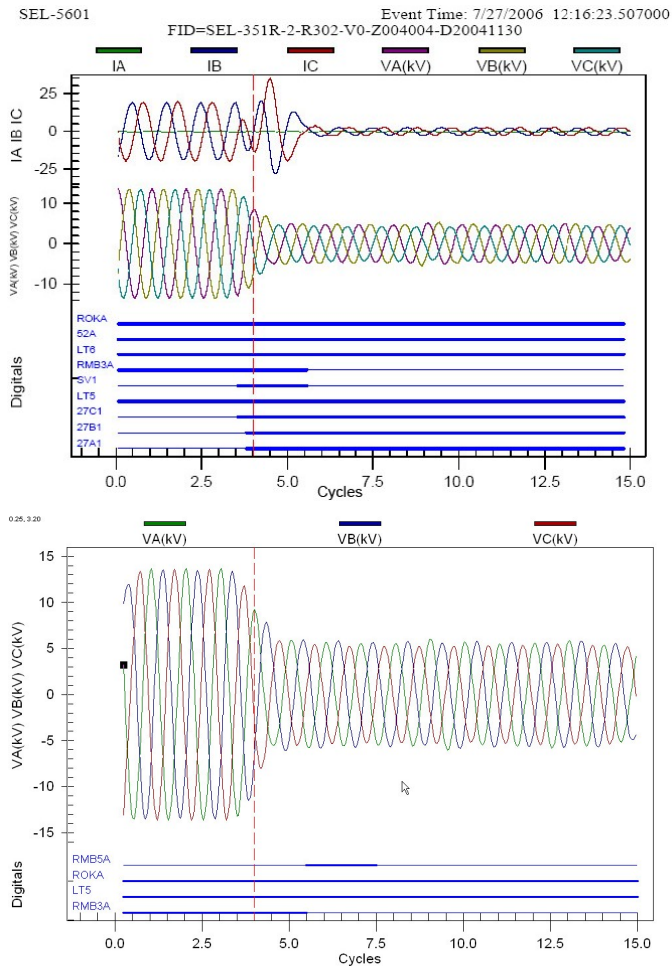 SEL-5601 Event Time: 7/27/2006 12:16:23.507000
FID=SEL-351R-2-R302-V0-Z004004-D20041130
IA IB IC VA(kV) VB(kV) VC(kV)
IA IB IC
25
0
-25
VA(kV) VB(kV) VC(kV)
10
0
-10
Digitals
ROKA
52A
LT6
RMB3A
SV1
LT5
27C1
27B1
27A1
0.0 2.5 5.0 7.5 10.0 12.5 15.0
Cycles
0.25, 3.20
VA(kV) VB(kV) VC(kV)
VA(kV) VB(kV) VC(kV)
15
10
5
0
-5
-10
-15
Digitals
RMB5A
ROKA
LT5
RMB3A
0.0 2.5 5.0 7.5 10.0 12.5 15.0
Cycles